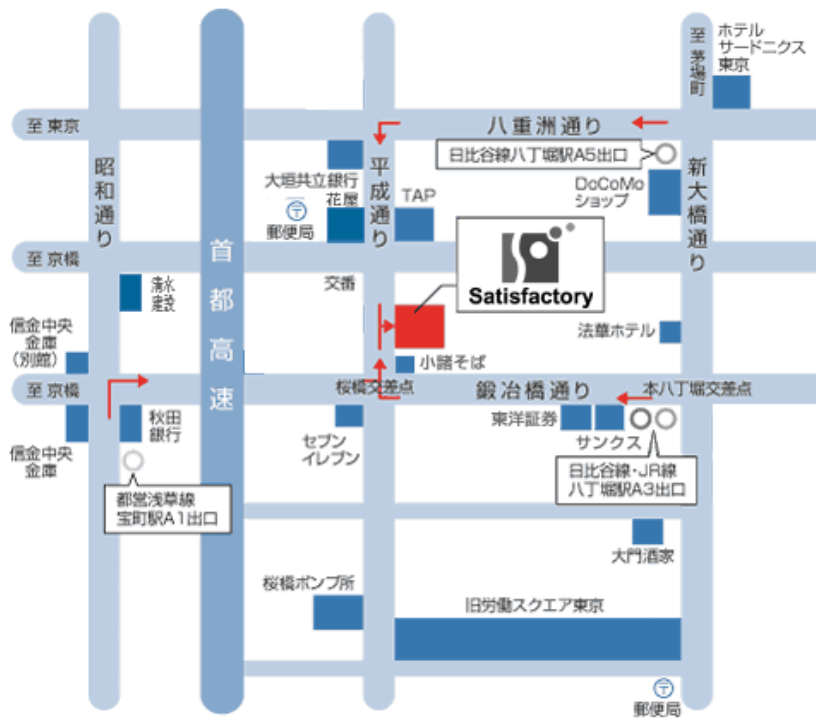 ホテル
サードニクス
東京
至 茅場町
至 東京
八重洲通り
日比谷線八丁堀駅A5出口
昭和通り
平成通り
新大橋通り
大垣共立銀行
花屋
郵便局
TAP
DoCoMo
ショップ
首都高速
至 京橋
清水
建設
交番
Satisfactory
信金中央
金庫
(別館)
法華ホテル
小諸そば
至 京橋
桜橋交差点
鍛冶橋通り
本八丁堀交差点
秋田
銀行
信金中央
金庫
セブン
イレブン
東洋証券
サンクス
日比谷線・JR線
八丁堀駅A3出口
都営浅草線
宝町駅A1出口
大門酒家
桜橋ポンプ所
旧労働スクエア東京
郵便局